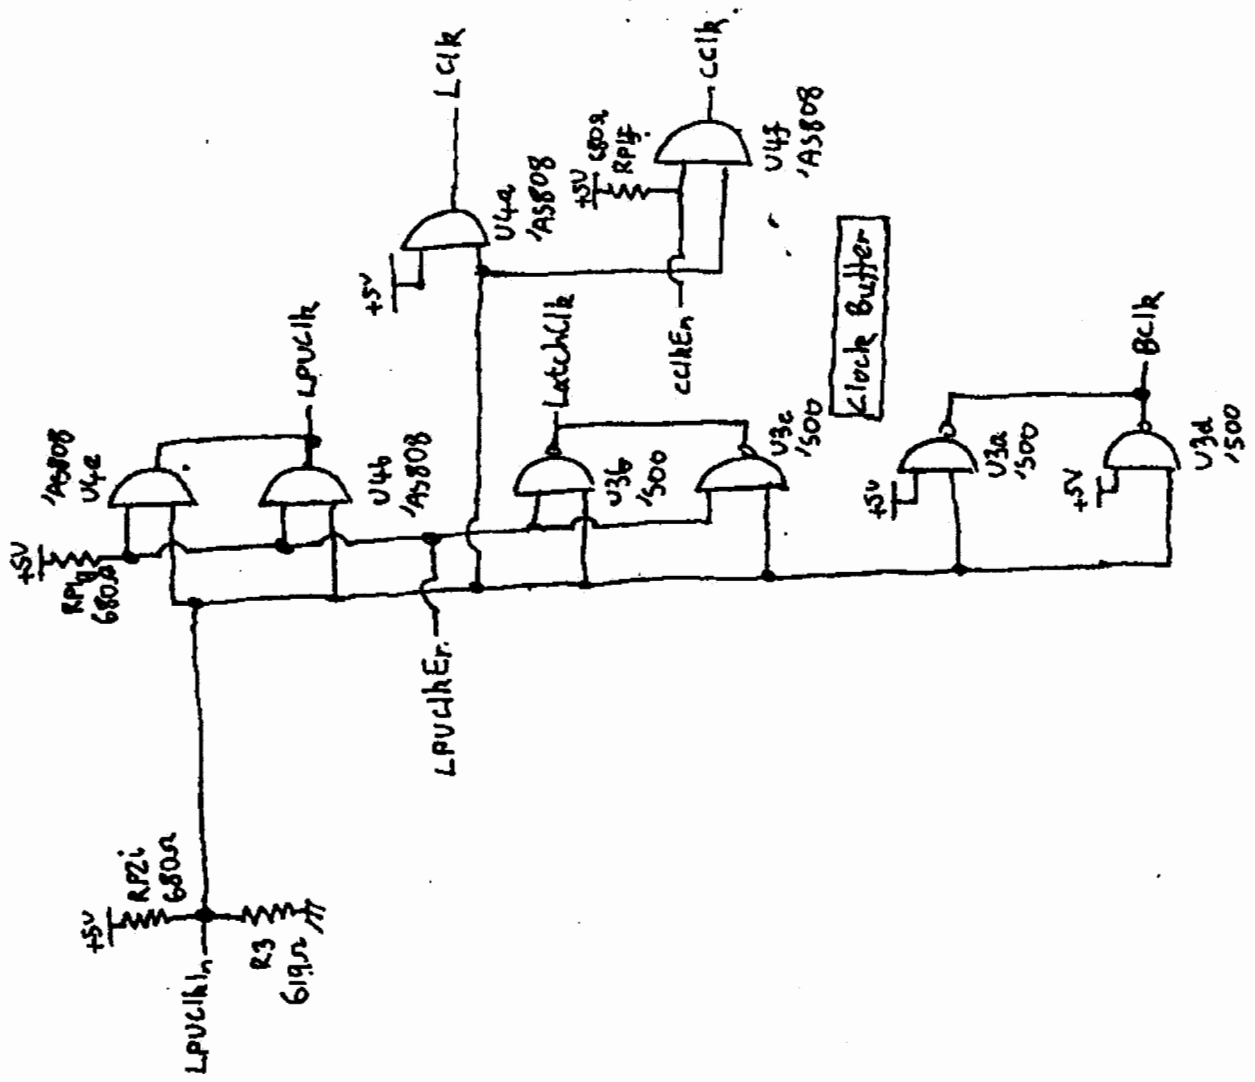 LClk
CClk
+5V
U4a
'AS808
+5V
680Ω
RP1f
U4f
'AS808
LPUClk
'AS808
U4e
U4b
'AS808
+5V
RP1g
680Ω
LPUClkEn
LatchClk
U3b
'S00
U3c
'S00
CClkEn
Clock Buffer
BClk
+5V
U3a
'S00
+5V
U3d
'S00
+5V
RP2i
680Ω
LPUClkIn
R3
619Ω